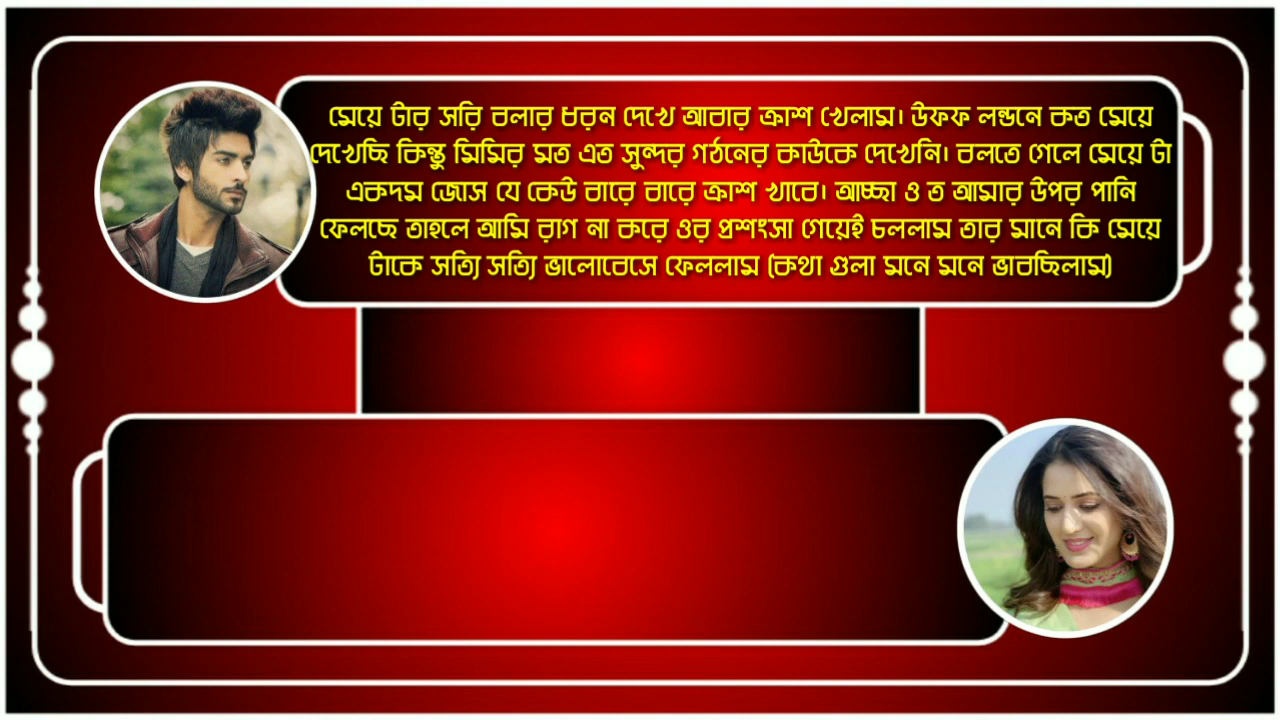 মেয়ে টার সরি বলার ধরন দেখে আবার ক্রাশ খেলাম। উফফ লন্ডনে কত মেয়ে
দেখেছি কিন্তু মিমির মত এত সুন্দর গঠনের কাউকে দেখেনি। বলতে গেলে মেয়ে টা
একদম জোস যে কেউ বারে বারে ক্রাশ খাবে। আচ্ছা ও ত আমার উপর পানি
ফেলছে তাহলে আমি রাগ না করে ওর প্রশংসা গেয়েই চললাম তার মানে কি মেয়ে
টাকে সত্যি সত্যি ভালোবেসে ফেললাম (কথা গুলা মনে মনে ভাবছিলাম)